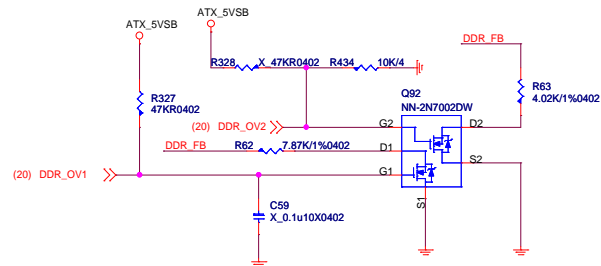 ATX_5VSB
ATX_5VSB
DDR_FB
R328 X_47KR0402 R434 10K/4
R327
47KR0402
R63
4.02K/1%0402
Q92
NN-2N7002DW
(20) DDR_OV2
G2 D2
DDR_FB R62 7.87K/1%0402 D1
S2
(20) DDR_OV1
G1
S1
C59
X_0.1u10X0402